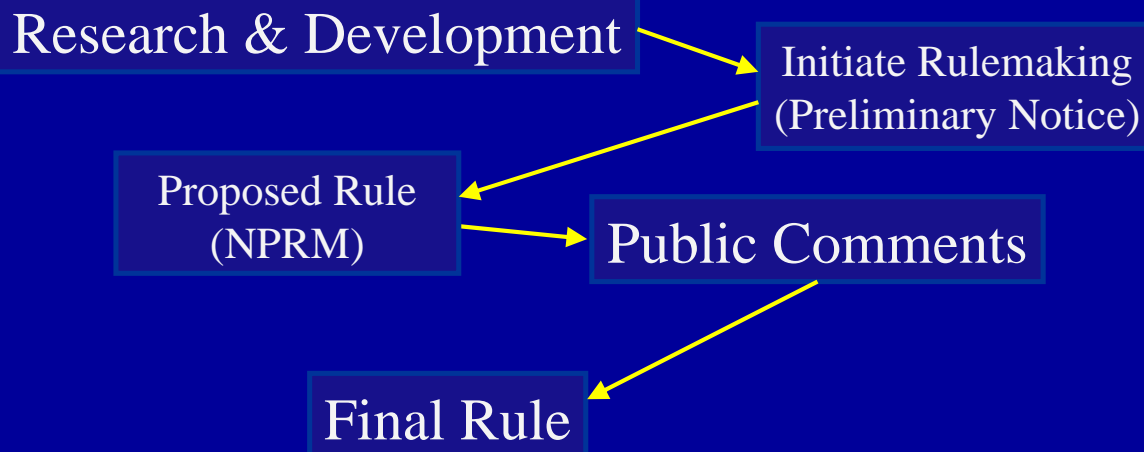 Research & Development
Initiate Rulemaking
(Preliminary Notice)
Proposed Rule
(NPRM)
Public Comments
Final Rule